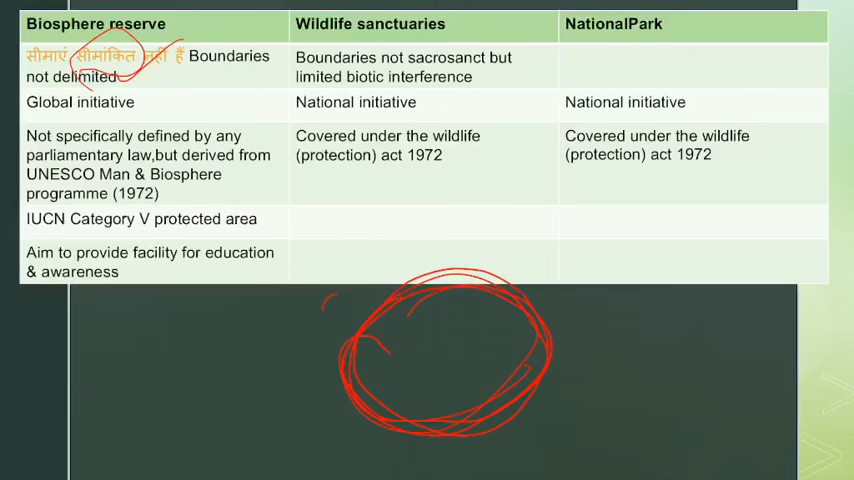 Biosphere reserve
Wildlife sanctuaries
NationalPark
सीमाएं सीमांकित नहीं हैं Boundaries
not delimited
Boundaries not sacrosanct but
limited biotic interference
Global initiative
National initiative
National initiative
Not specifically defined by any
parliamentary law,but derived from
UNESCO Man & Biosphere
programme (1972)
Covered under the wildlife
(protection) act 1972
Covered under the wildlife
(protection) act 1972
IUCN Category V protected area
Aim to provide facility for education
& awareness